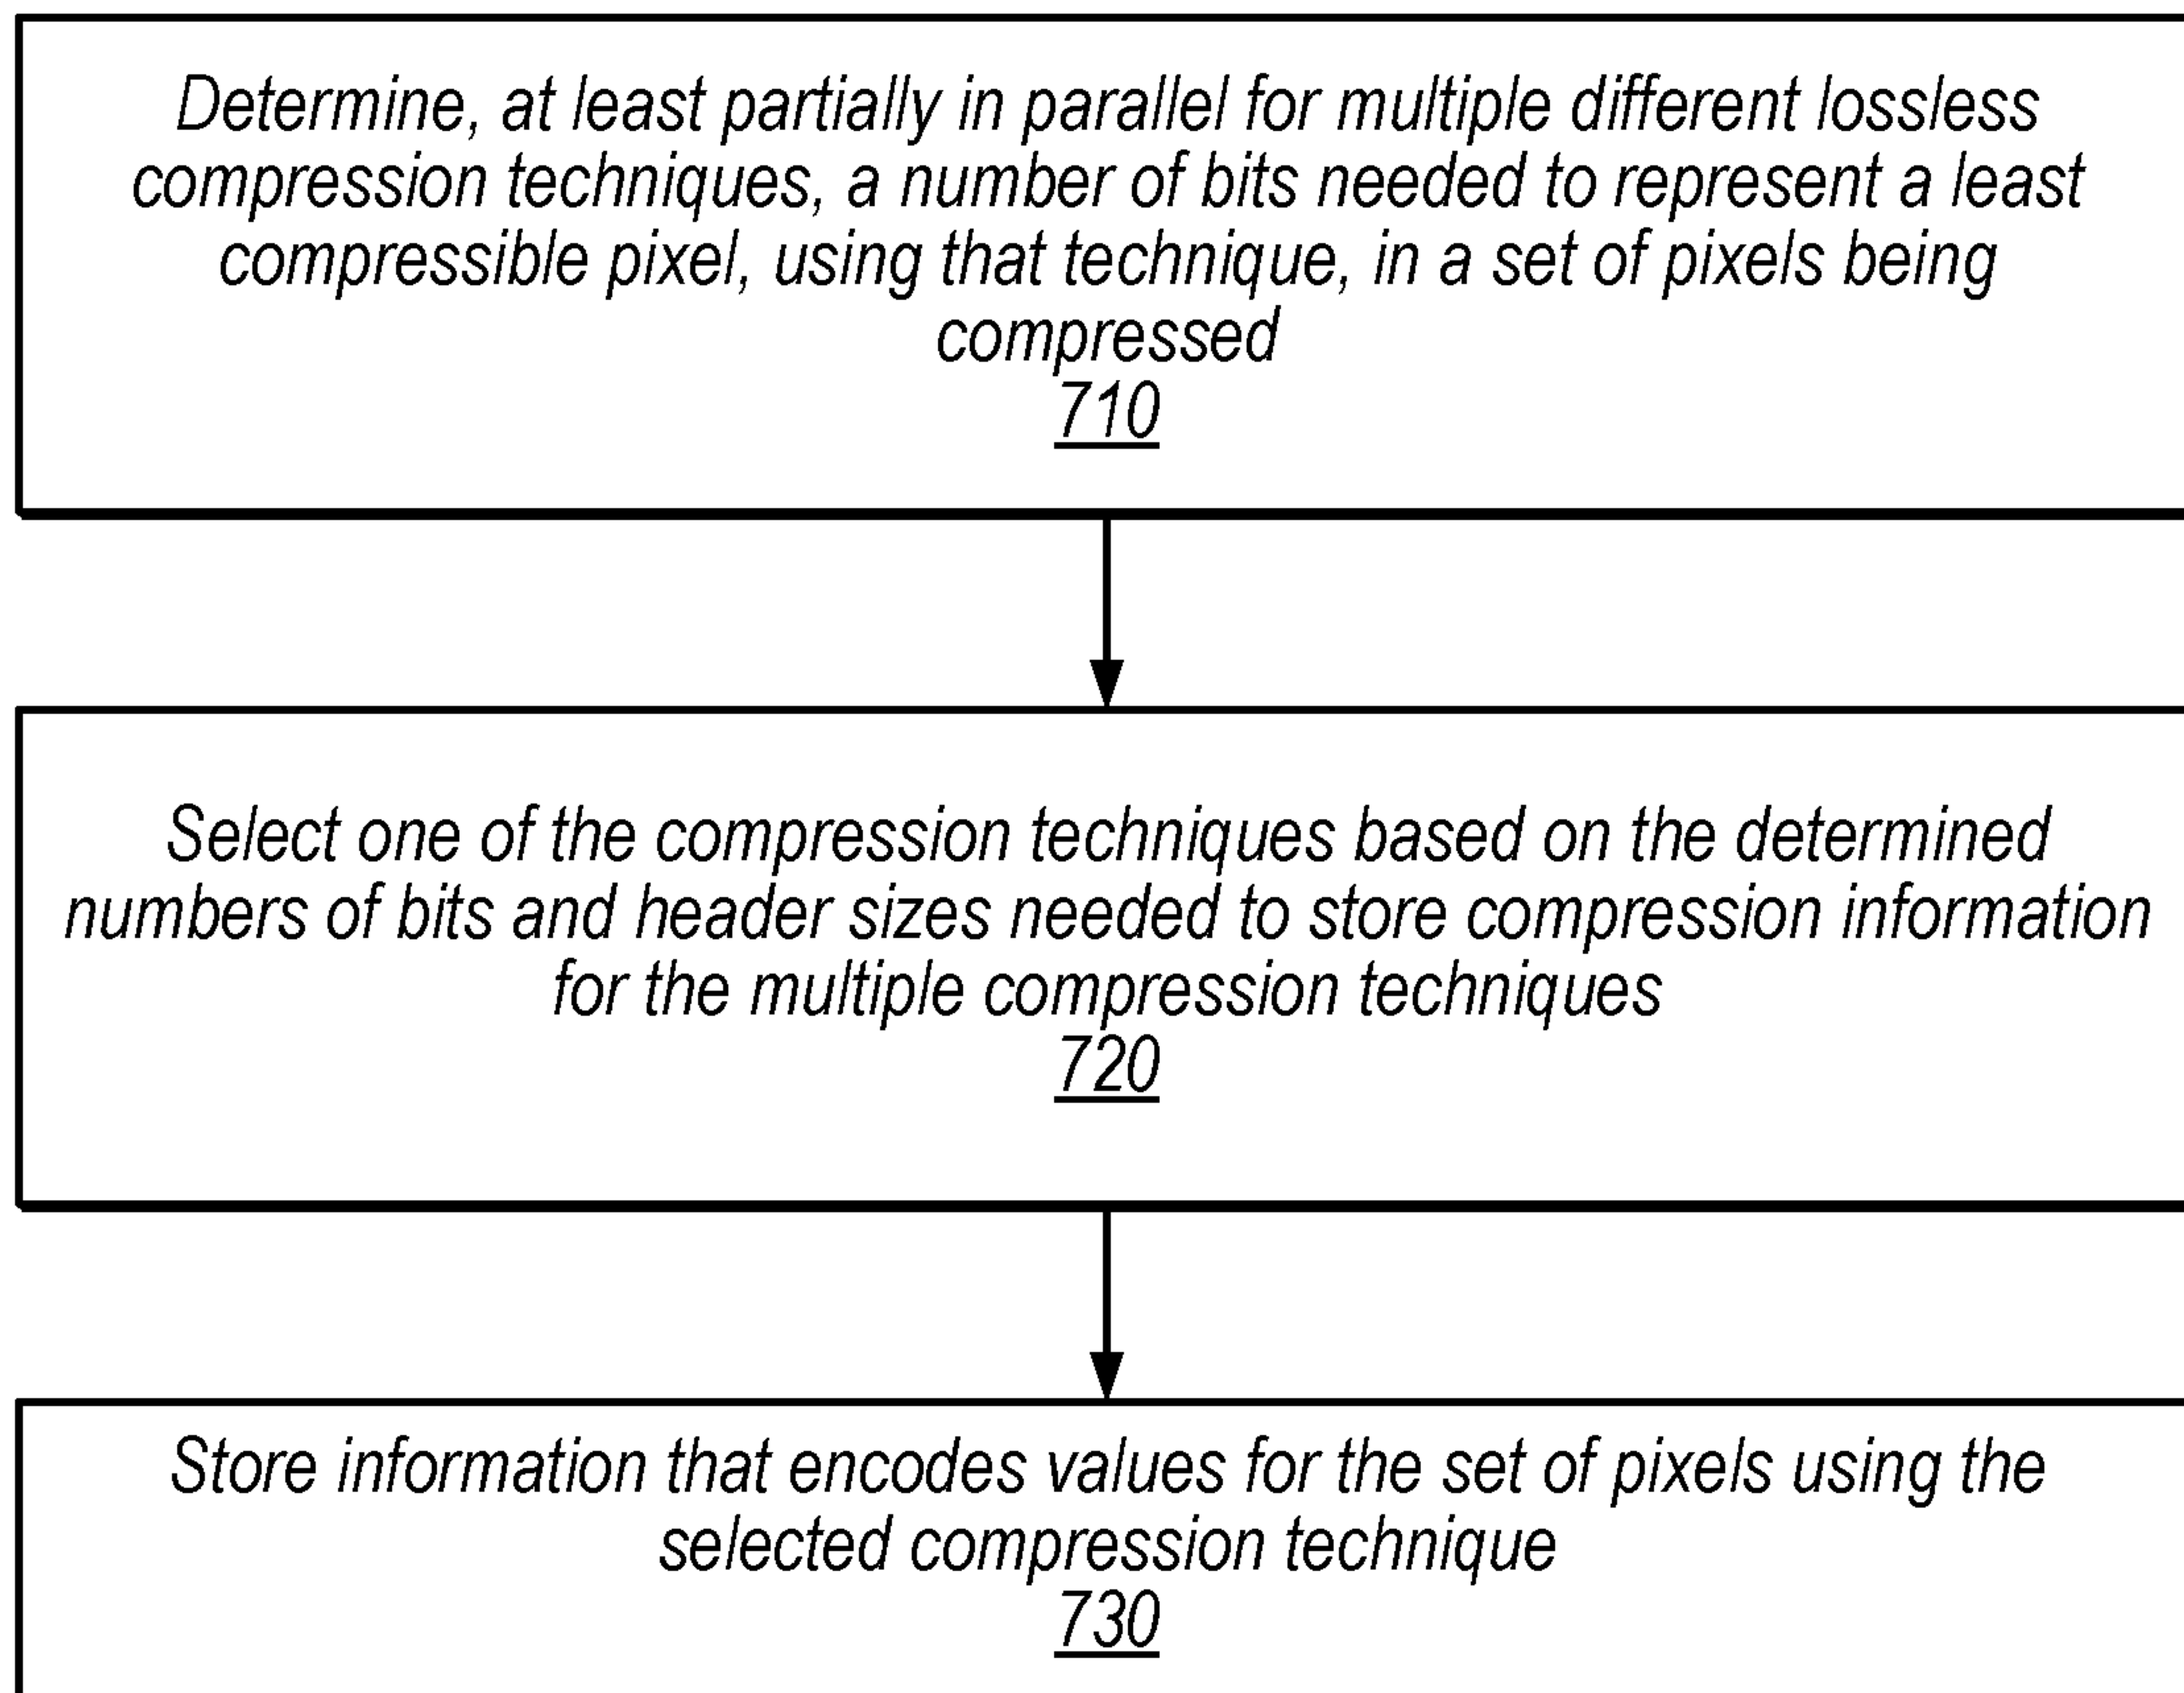 Determine, at least partially in parallel for multiple different lossless
compression techniques, a number of bits needed to represent a least
compressible pixel, using that technique, in a set of pixels being
compressed
710
Select one of the compression techniques based on the determined
numbers of bits and header sizes needed to store compression information
for the multiple compression techniques
720
Store information that encodes values for the set of pixels using the
selected compression technique
730